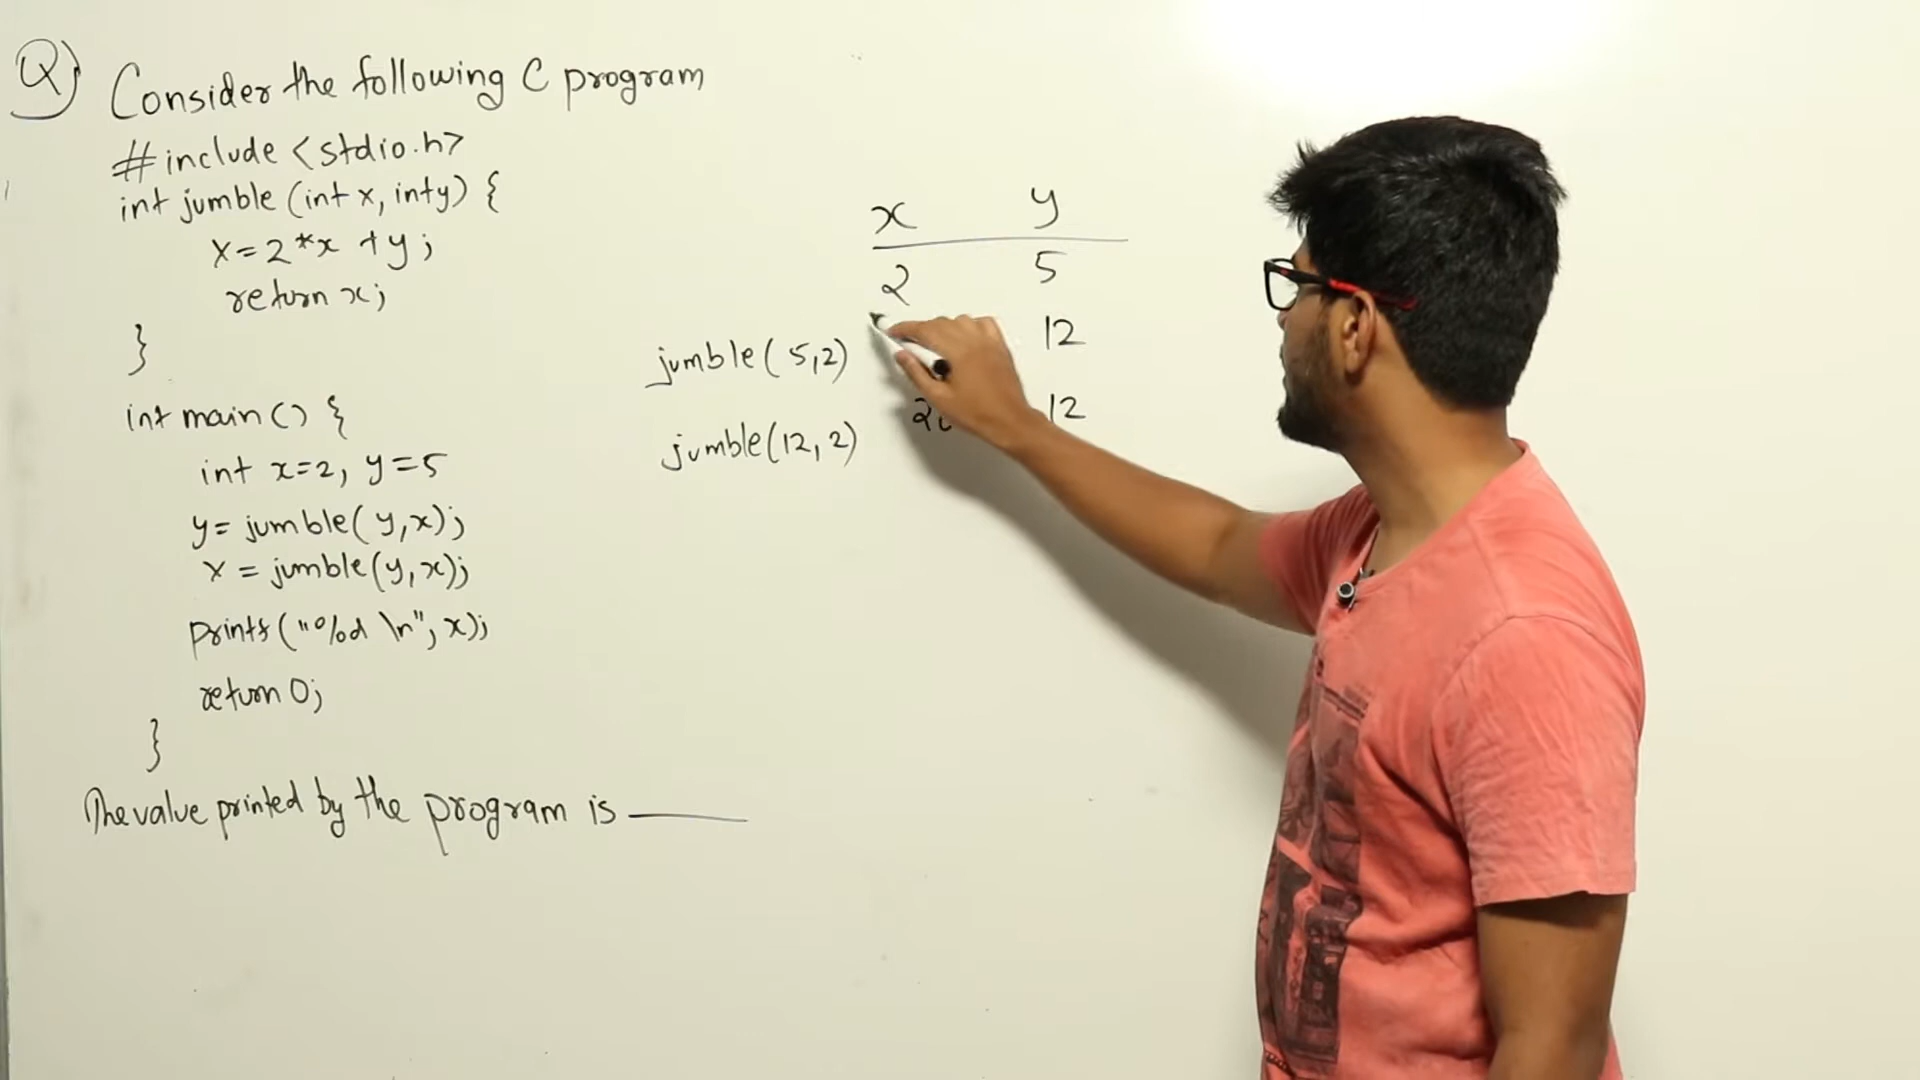 Q) Consider the following C program
#include <stdio.h>
int jumble (int x, int y) {
x=2*x +y;
return x;
}
int main() {
int x=2, y=5
y= jumble(y,x);
x = jumble(y,x);
printf("%d \n", x);
return 0;
}
The value printed by the program is ____
x y
2 5
jumble(5,2) 12
12
jumble(12,2)